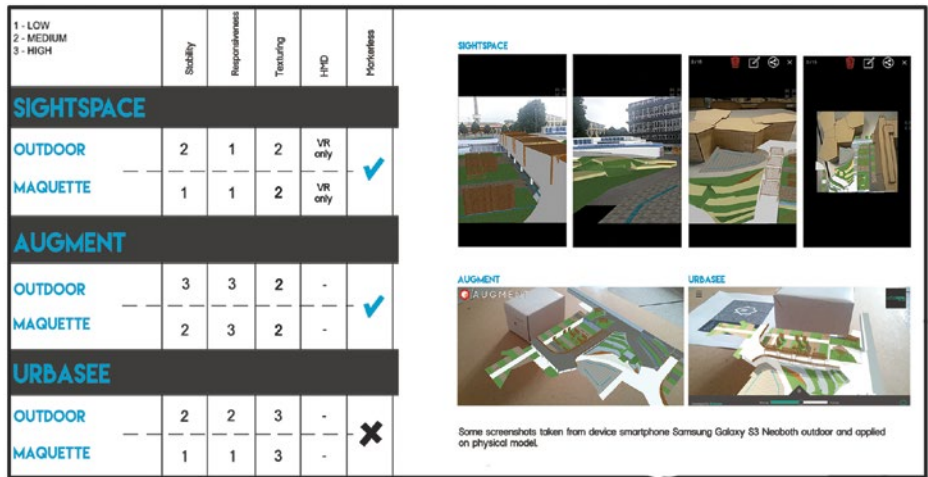 1 - LOW
2 - MEDIUM
3 - HIGH
Stability
Responsiveness
Texturing
HMD
Markerless
SIGHTSPACE
OUTDOOR 2 1 2 VR only ✔
MAQUETTE 1 1 2 VR only
AUGMENT
OUTDOOR 3 3 2 - ✔
MAQUETTE 2 3 2 -
URBASEE
OUTDOOR 2 2 3 - ✖
MAQUETTE 1 1 3 -
SIGHTSPACE
AUGMENT
AUGMENT
URBASEE
Some screenshots taken from device smartphone Samsung Galaxy S3 Neoboth outdoor and applied
on physical model.